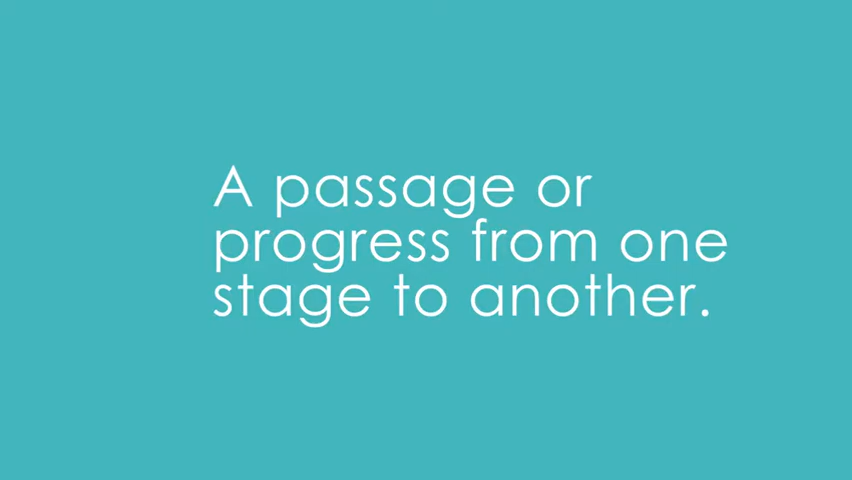 A passage or
progress from one
stage to another.